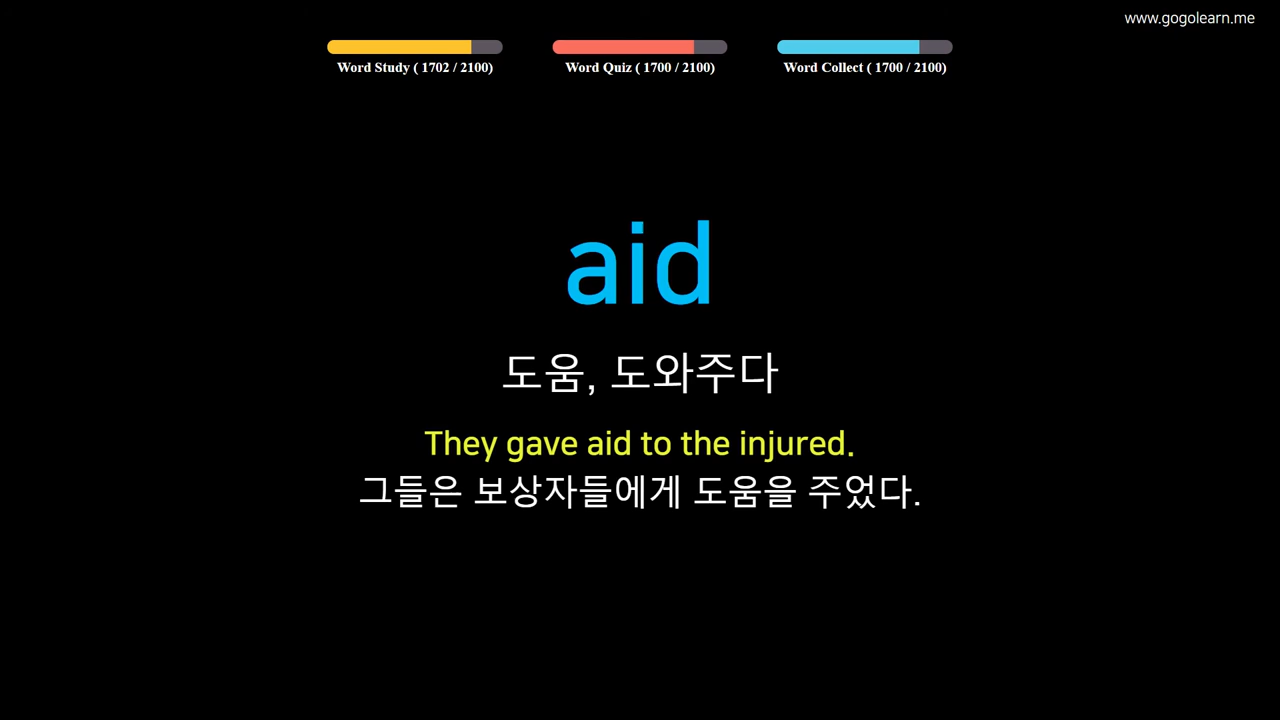 www.gogolearn.me
Word Study ( 1702 / 2100) Word Quiz ( 1700 / 2100) Word Collect ( 1700 / 2100)
aid
도움, 도와주다
They gave aid to the injured.
그들은 보상자들에게 도움을 주었다.